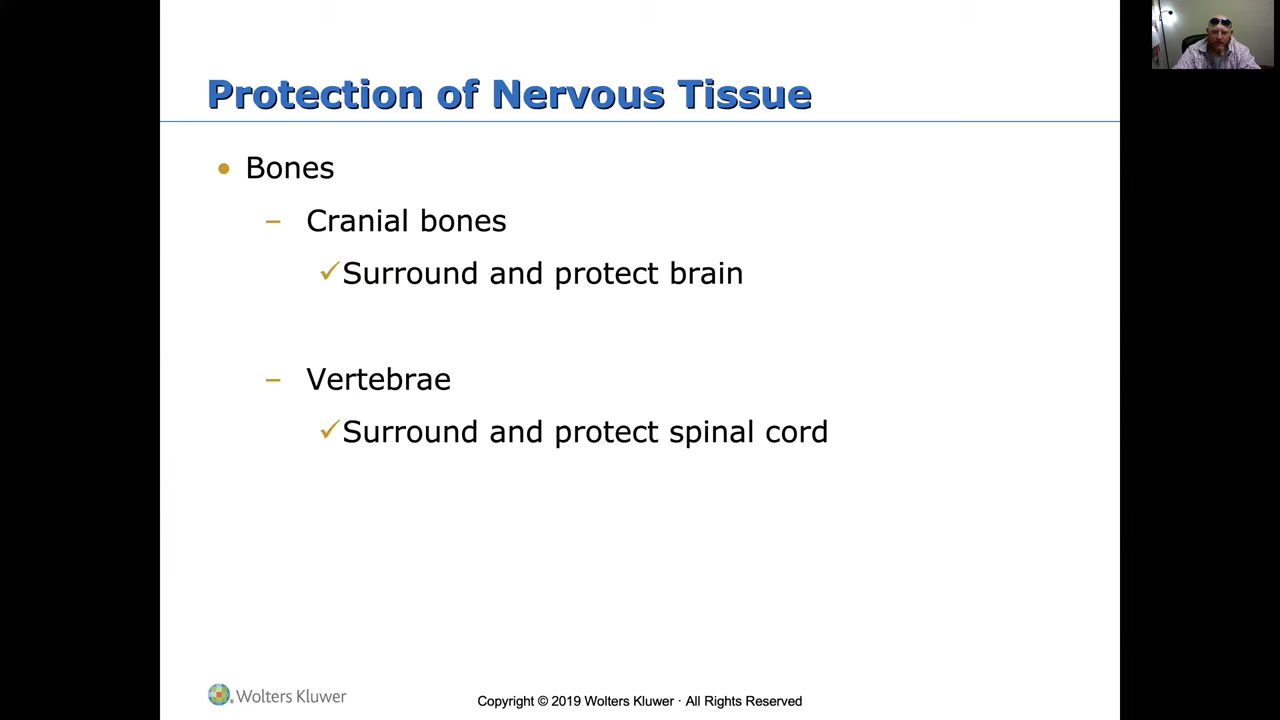 Protection of Nervous Tissue
• Bones
– Cranial bones
✓Surround and protect brain
– Vertebrae
✓Surround and protect spinal cord
Wolters Kluwer
Copyright © 2019 Wolters Kluwer · All Rights Reserved